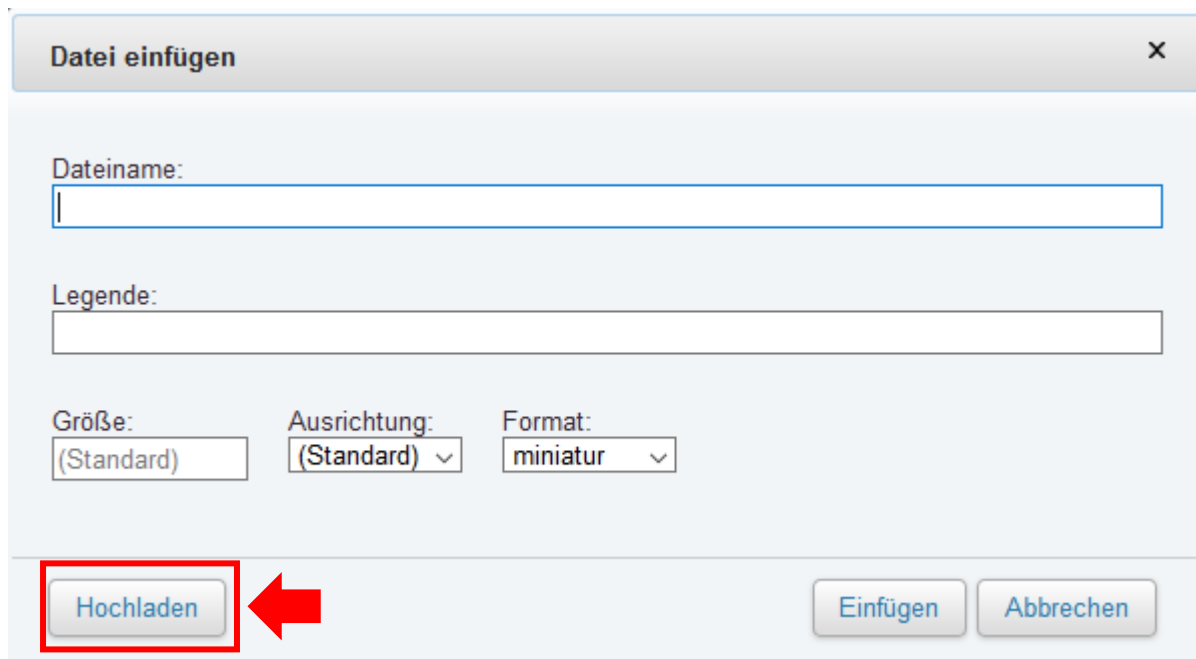 Datei einfügen x
Dateiname:
Legende:
Größe: Ausrichtung: Format:
(Standard) (Standard) miniatur
Hochladen Einfügen Abbrechen